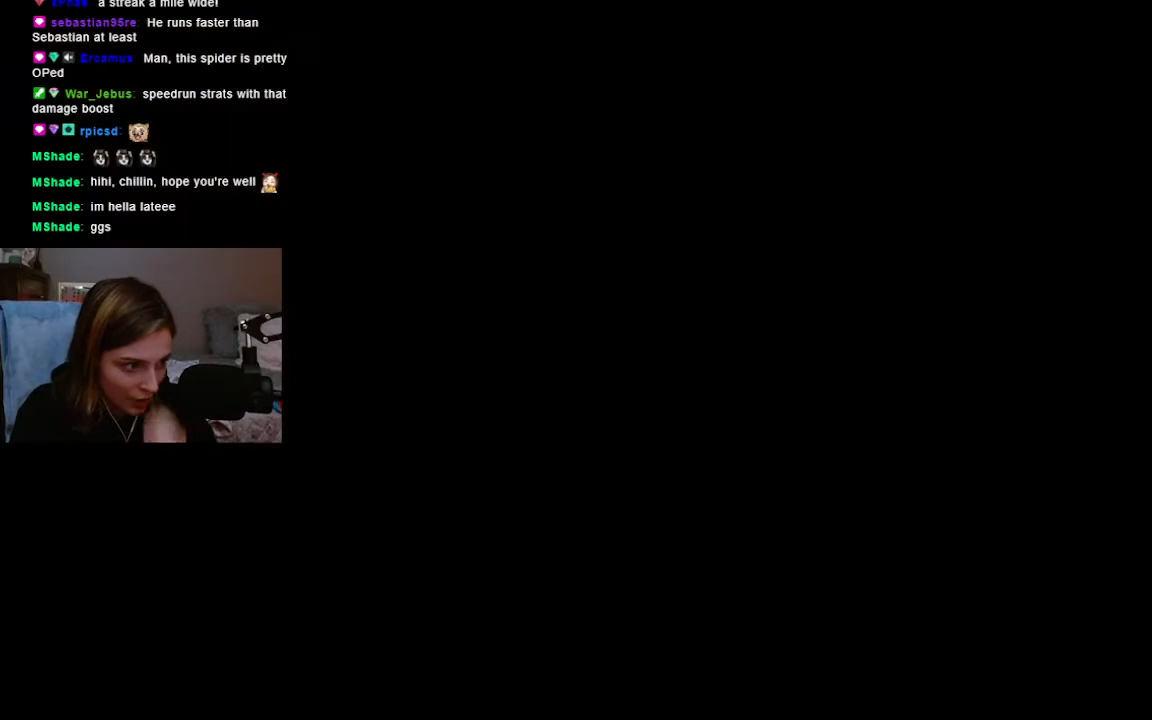 a streak a mile wide!
sebastian95re: He runs faster than
Sebastian at least
Ercamus: Man, this spider is pretty
OPed
War_Jebus: speedrun strats with that
damage boost
rpicsd:
MShade:
MShade: hihi, chillin, hope you're well
MShade: im hella lateee
MShade: ggs